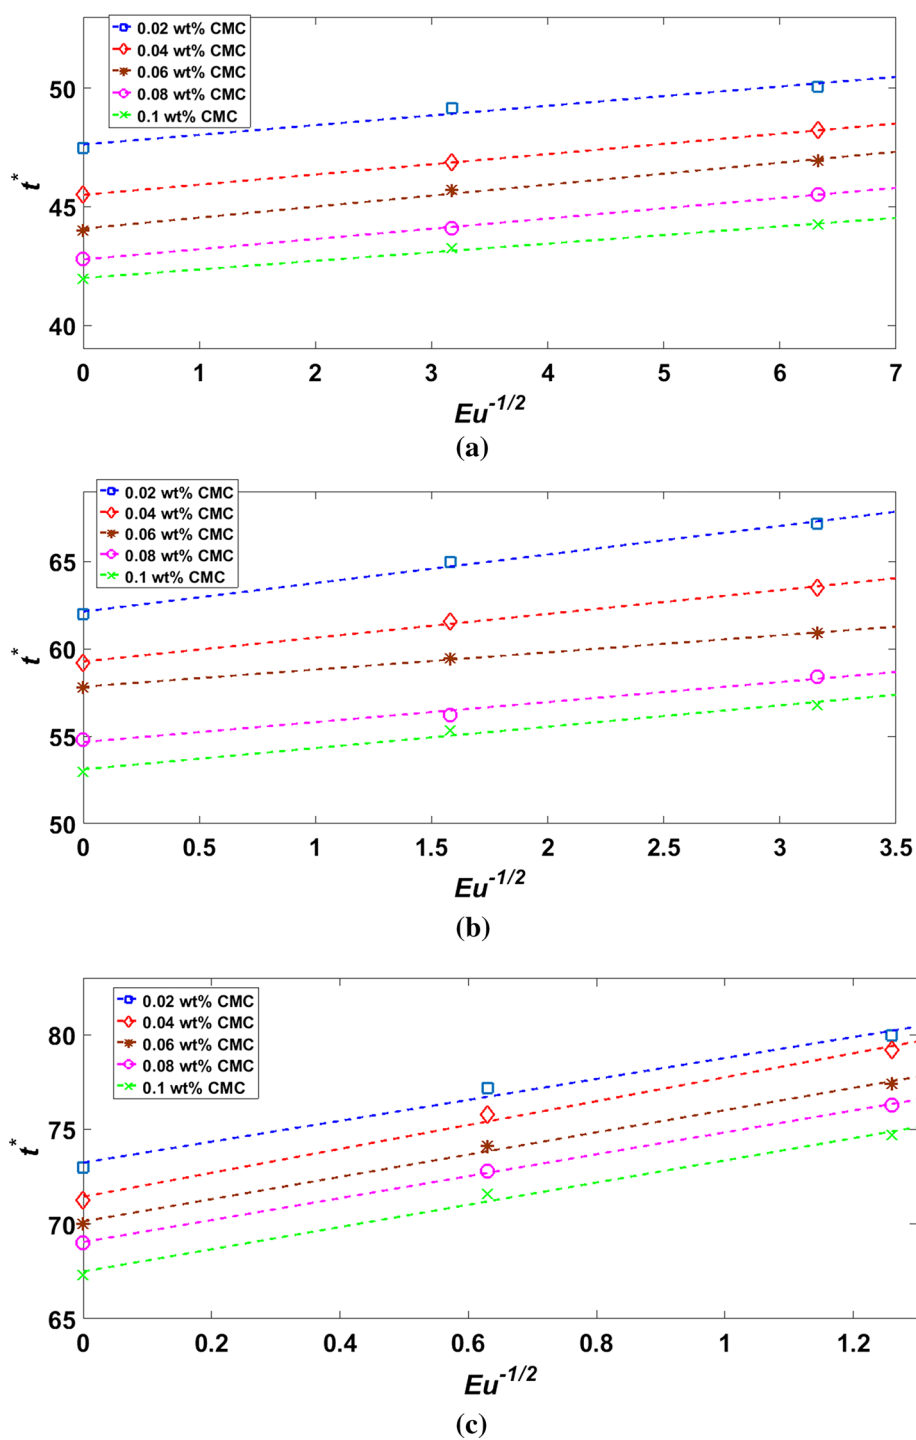 0.02 wt% CMC
0.04 wt% CMC
0.06 wt% CMC
0.08 wt% CMC
0.1 wt% CMC
50
45
40
t*
0 1 2 3 4 5 6 7
Eu-1/2
(a)
0.02 wt% CMC
0.04 wt% CMC
0.06 wt% CMC
0.08 wt% CMC
0.1 wt% CMC
65
60
55
50
t*
0 0.5 1 1.5 2 2.5 3 3.5
Eu-1/2
(b)
0.02 wt% CMC
0.04 wt% CMC
0.06 wt% CMC
0.08 wt% CMC
0.1 wt% CMC
80
75
70
65
t*
0 0.2 0.4 0.6 0.8 1 1.2
Eu-1/2
(c)